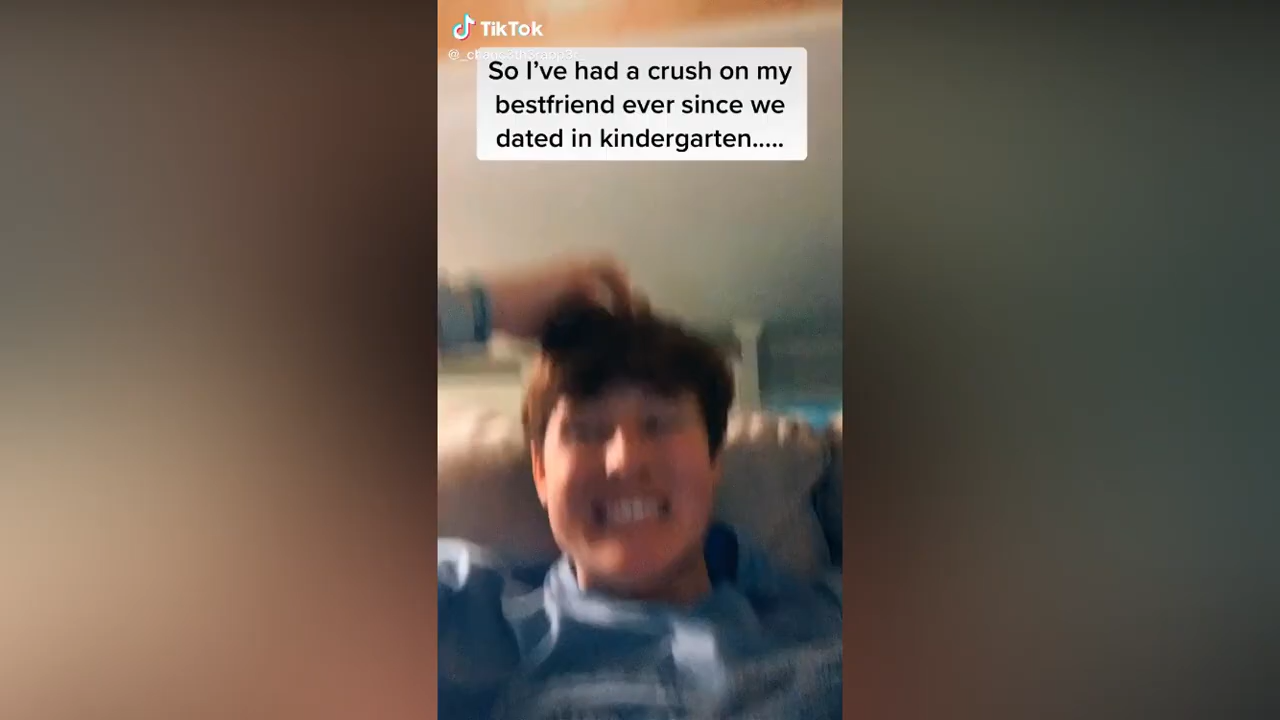 TikTok
So I’ve had a crush on my
bestfriend ever since we
dated in kindergarten.....